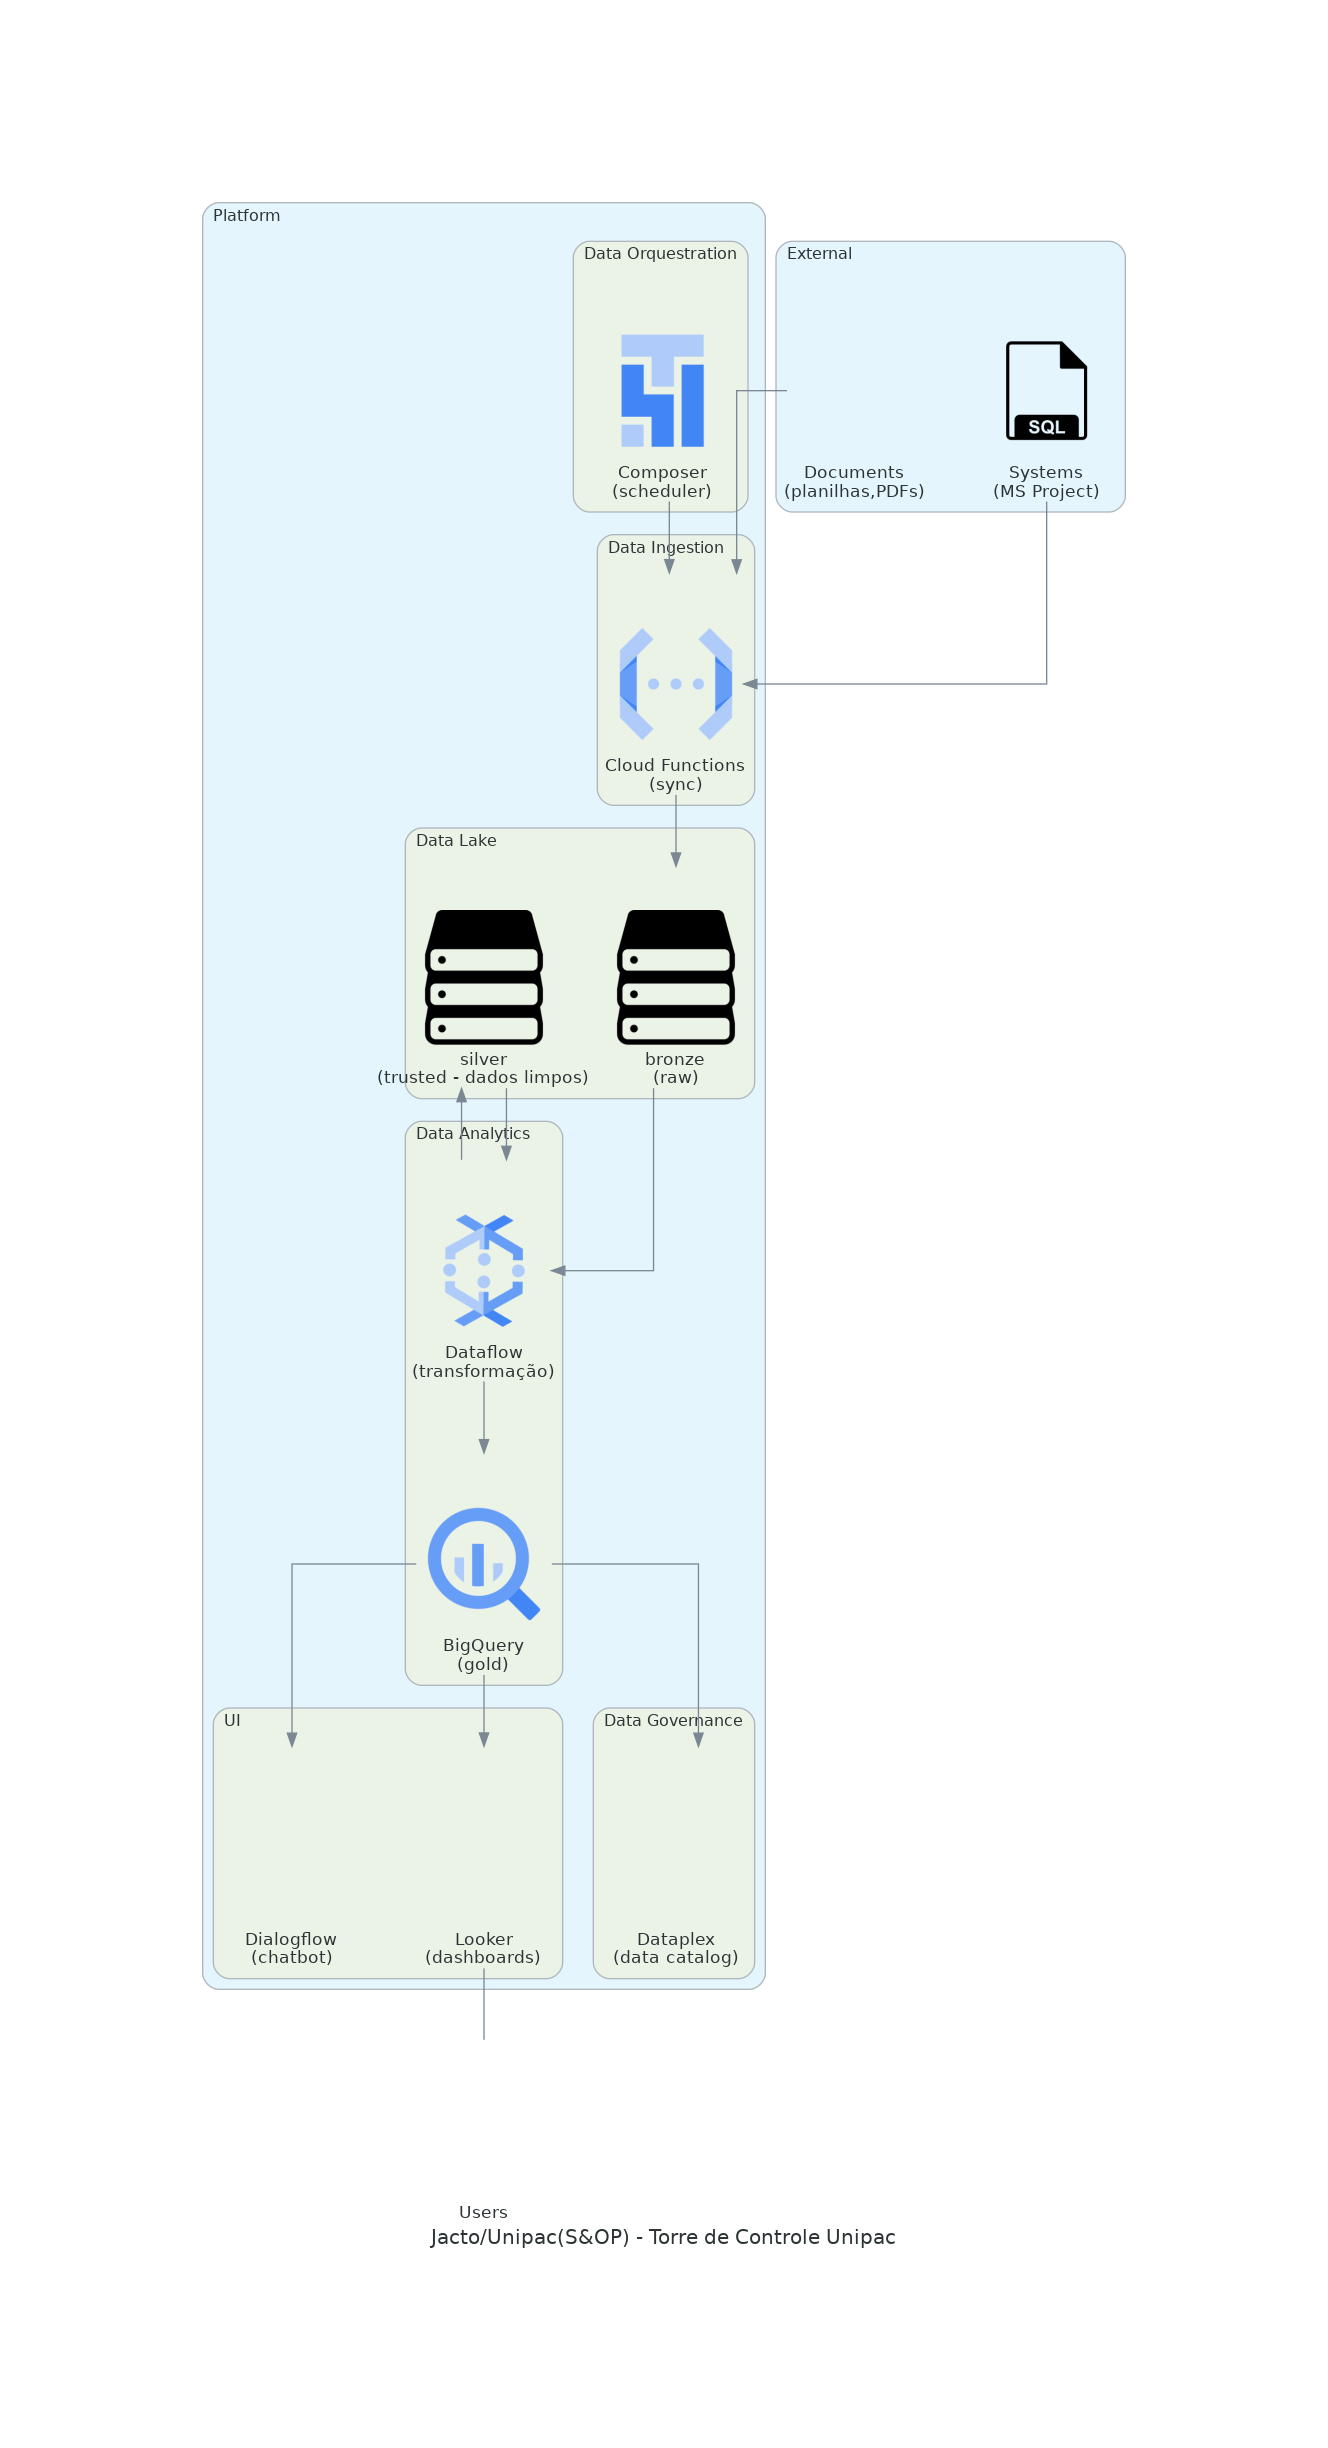 Platform
Data Orquestration
External
SQL
Composer
(scheduler)
Documents
(planilhas,PDFs)
Systems
(MS Project)
Data Ingestion
Cloud Functions
(sync)
Data Lake
silver
(trusted - dados limpos)
bronze
(raw)
Data Analytics
Dataflow
(transformação)
BigQuery
(gold)
UI
Data Governance
Dialogflow
(chatbot)
Looker
(dashboards)
Dataplex
(data catalog)
Users
Jacto/Unipac(S&OP) - Torre de Controle Unipac